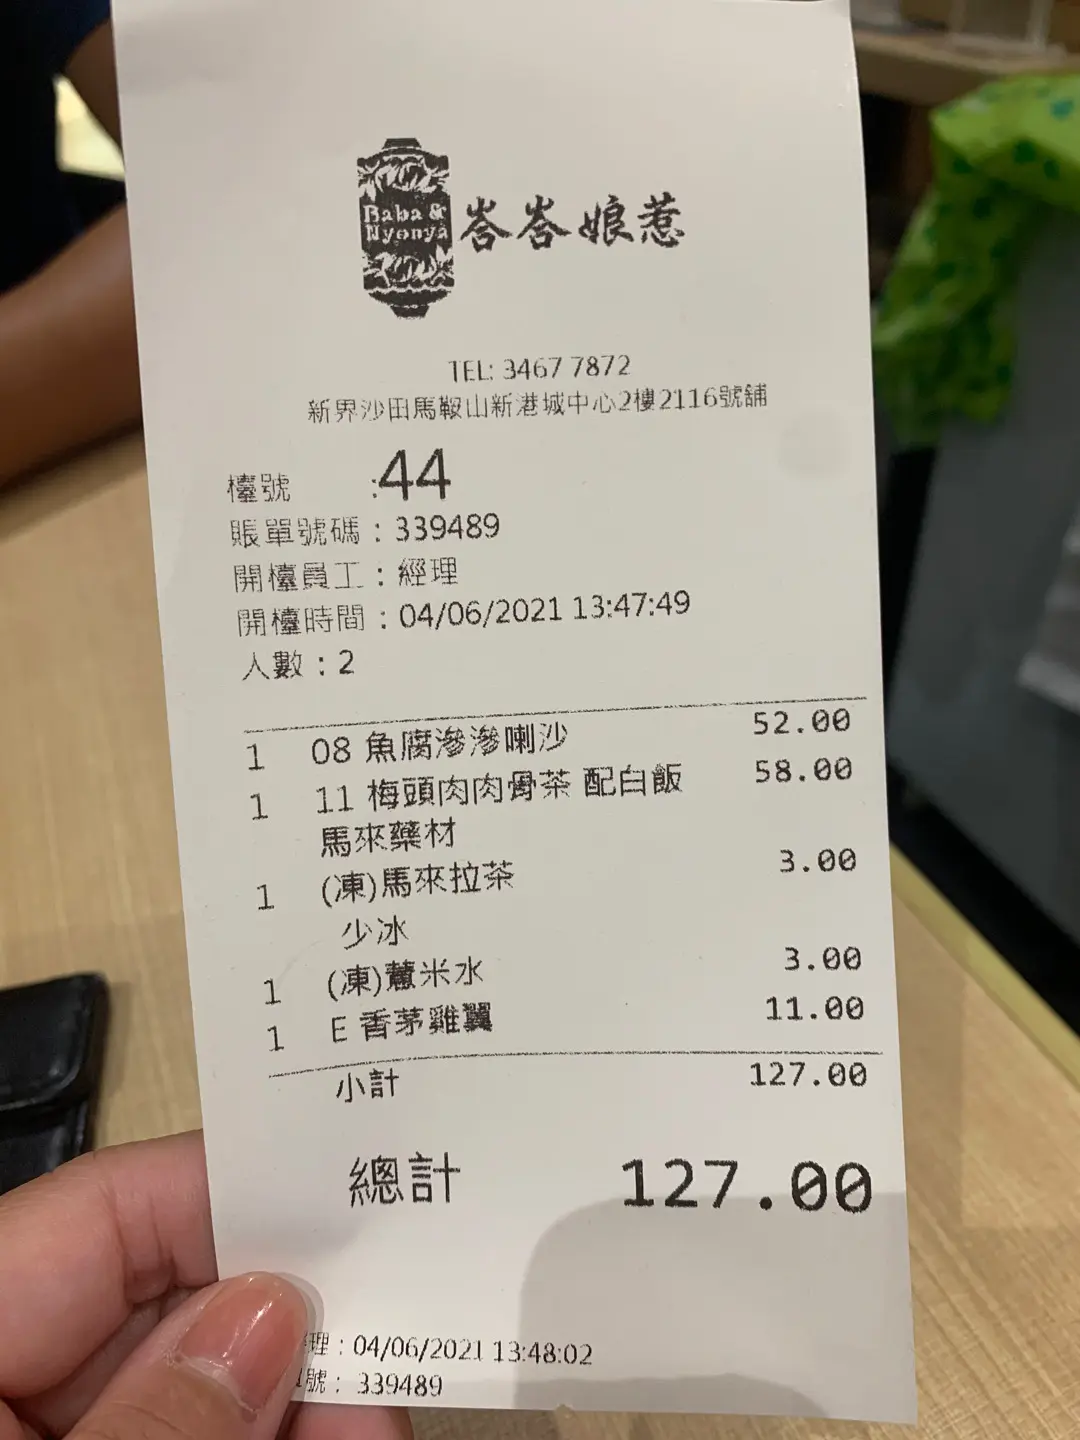 Baba &
Nyonya
峇峇娘惹
TEL: 3467 7872
新界沙田馬鞍山新港城中心2樓2116號舖
檯號 :44
賬單號碼 : 339489
開檯員工 : 經理
開檯時間 : 04/06/2021 13:47:49
人數 : 2
1 08 魚腐滲滲喇沙 52.00
1 11 梅頭肉肉骨茶 配白飯 58.00
馬來藥材
1 (凍)馬來拉茶 3.00
少冰
1 (凍)薏米水 3.00
1 E 香茅雞翼 11.00
小計 127.00
總計 127.00
理 : 04/06/2021 13:48:02
號 : 339489